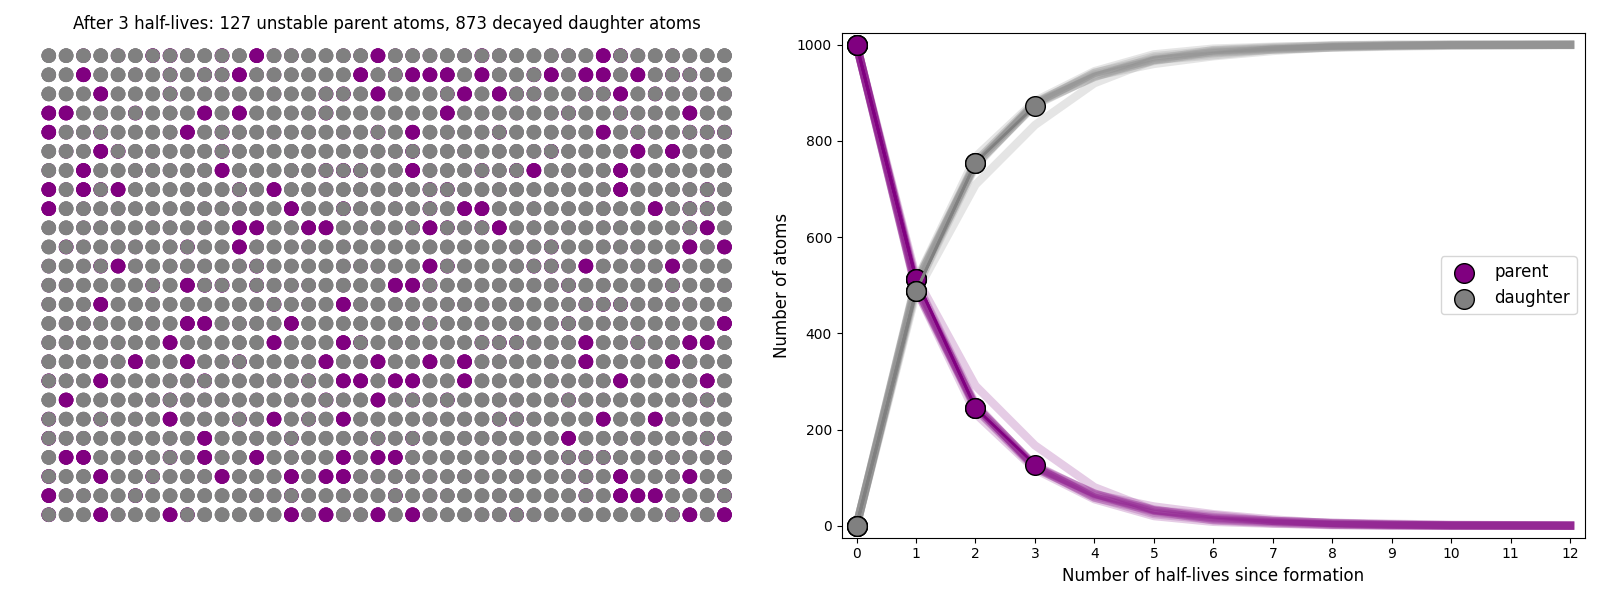 After 3 half-lives: 127 unstable parent atoms, 873 decayed daughter atoms
1000
800
600
400
200
0
Number of atoms
parent
daughter
0 1 2 3 4 5 6 7 8 9 10 11 12
Number of half-lives since formation